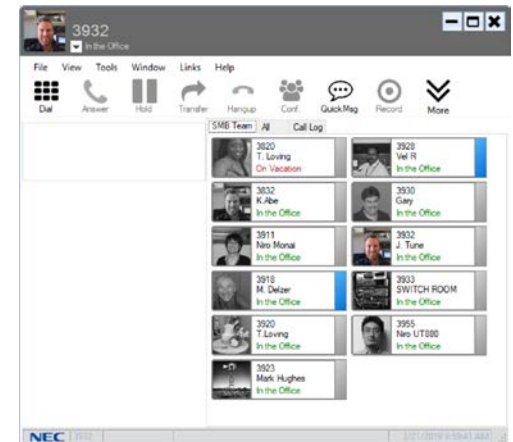 3932
In the Office
File View Tools Window Links Help
Dial Answer Hold Transfer Hangup Conf. Quick Msg Record More
SMB Team All Call Log
3820
T. Loving
On Vacation
3928
Vel R
In the Office
3832
K.Abe
In the Office
3930
Gary
In the Office
3911
Niro Monai
In the Office
3932
J. Tune
In the Office
3918
M. Delzer
In the Office
3933
SWITCH ROOM
In the Office
3920
T.Loving
In the Office
3955
Niro UT880
In the Office
3923
Mark Hughes
In the Office
NEC 3932